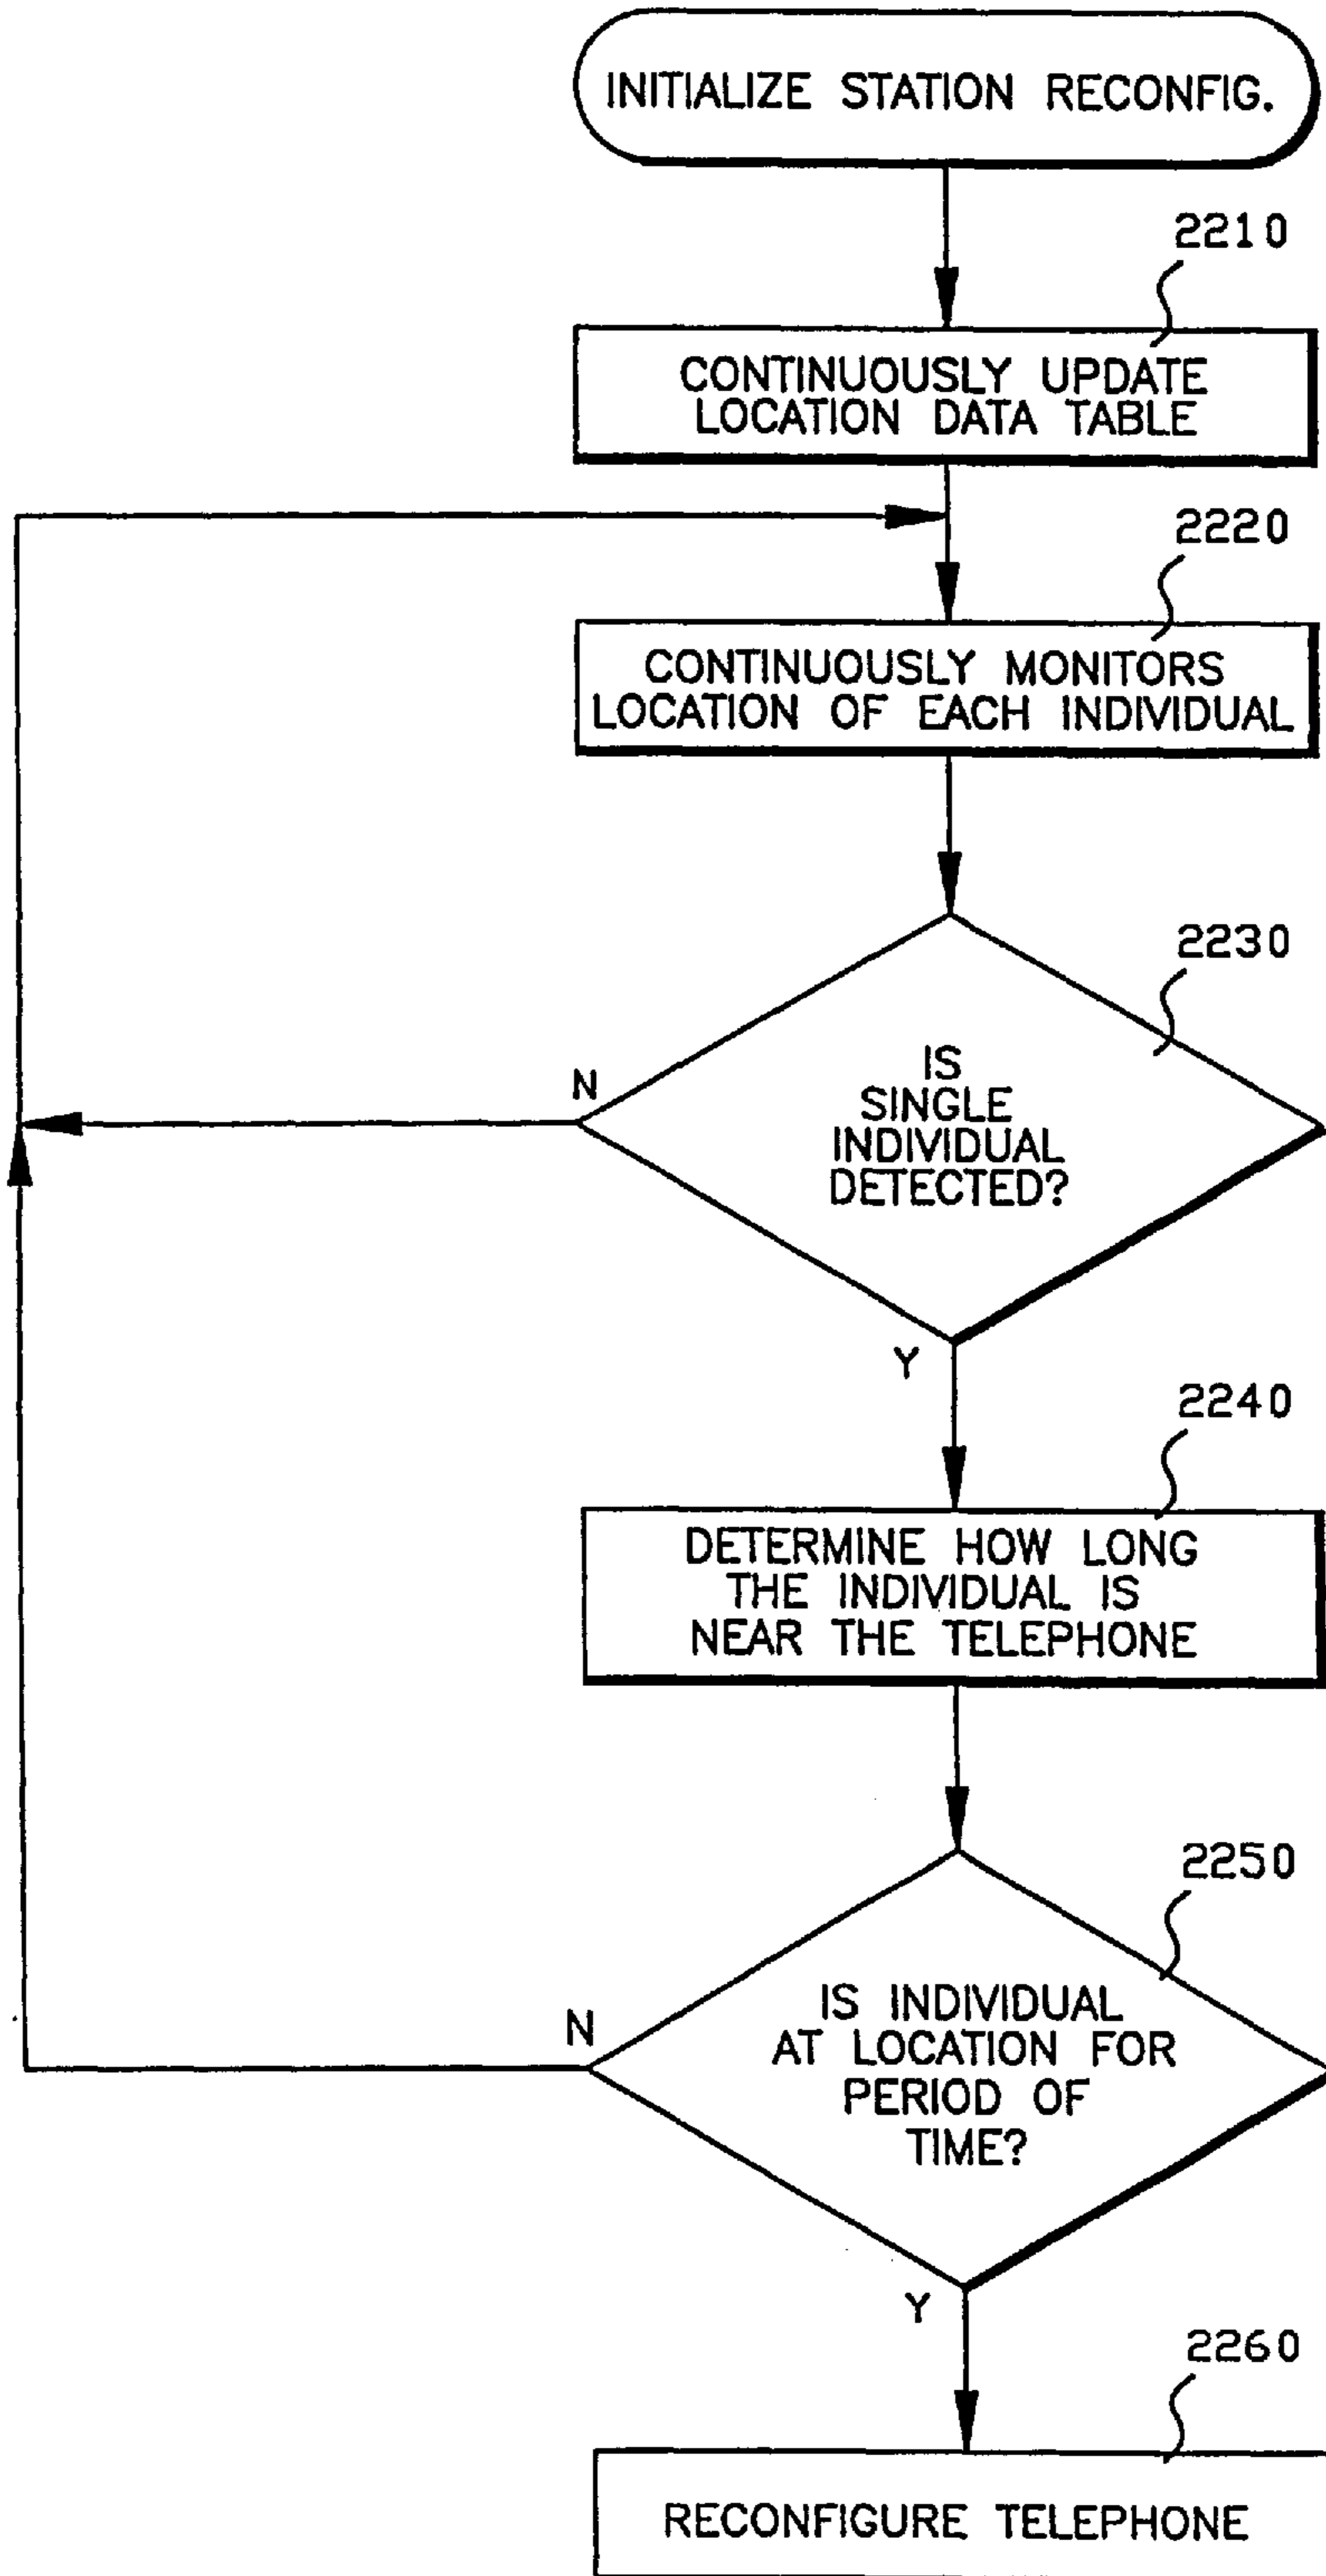 INITIALIZE STATION RECONFIG.
2210
CONTINUOUSLY UPDATE
LOCATION DATA TABLE
2220
CONTINUOUSLY MONITORS
LOCATION OF EACH INDIVIDUAL
2230
IS
SINGLE
INDIVIDUAL
DETECTED?
N
Y
2240
DETERMINE HOW LONG
THE INDIVIDUAL IS
NEAR THE TELEPHONE
2250
IS INDIVIDUAL
AT LOCATION FOR
PERIOD OF
TIME?
N
Y
2260
RECONFIGURE TELEPHONE